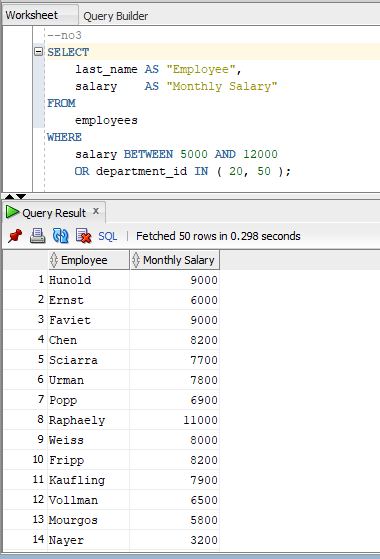 Worksheet Query Builder
--no3
SELECT
last_name AS "Employee",
salary AS "Monthly Salary"
FROM
employees
WHERE
salary BETWEEN 5000 AND 12000
OR department_id IN ( 20, 50 );
Query Result x
SQL | Fetched 50 rows in 0.298 seconds
Employee Monthly Salary
1 Hunold 9000
2 Ernst 6000
3 Faviet 9000
4 Chen 8200
5 Sciarra 7700
6 Urman 7800
7 Popp 6900
8 Raphaely 11000
9 Weiss 8000
10 Fripp 8200
11 Kaufling 7900
12 Vollman 6500
13 Mourgos 5800
14 Nayer 3200